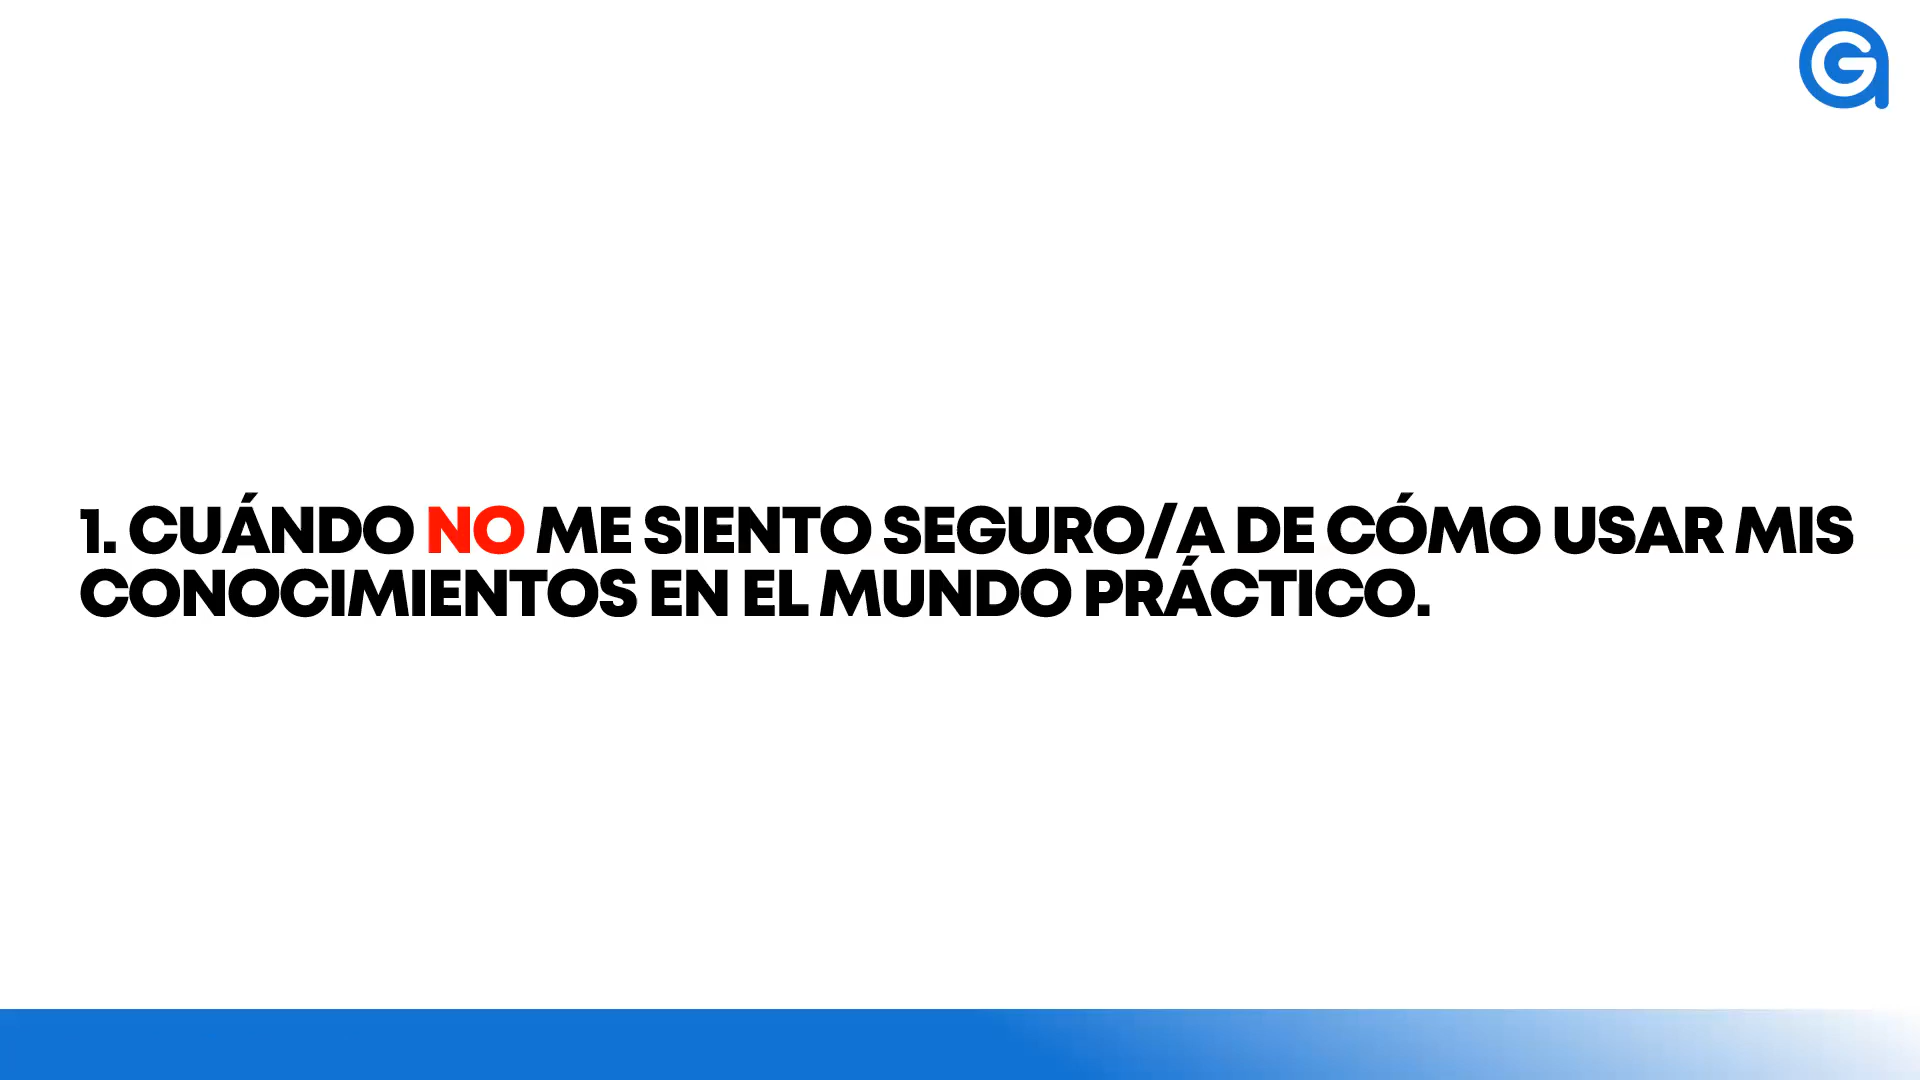 1. CUÁNDO NO ME SIENTO SEGURO/A DE CÓMO USAR MIS
CONOCIMIENTOS EN EL MUNDO PRÁCTICO.